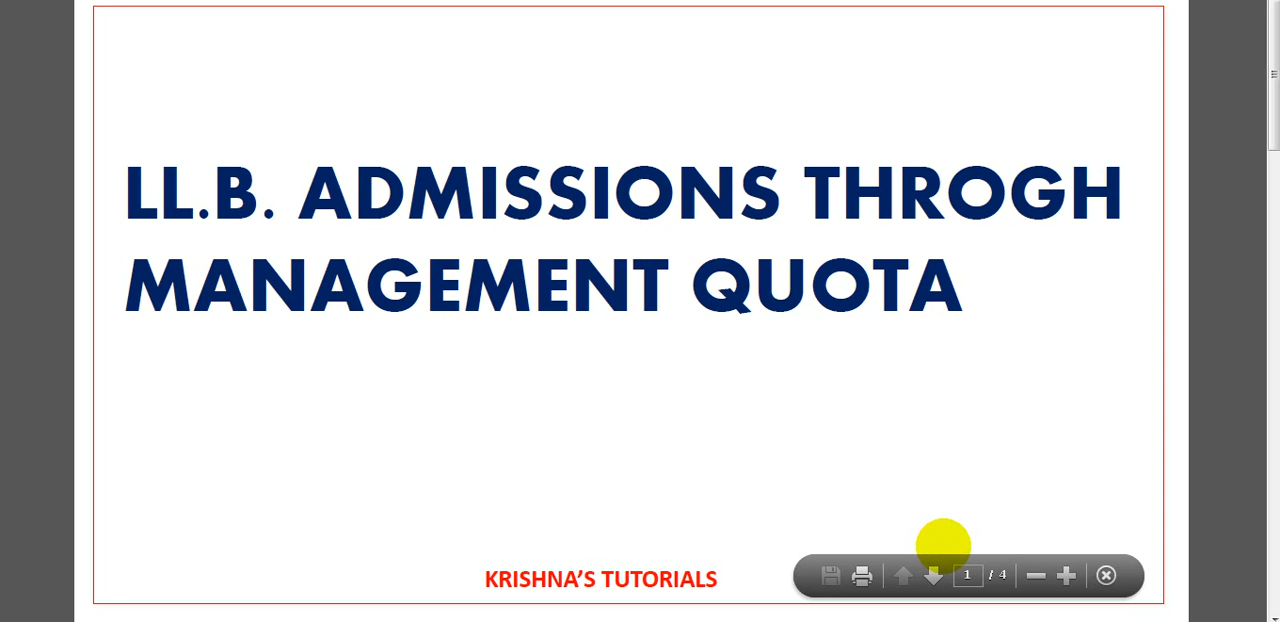 LL.B. ADMISSIONS THROGH
MANAGEMENT QUOTA
KRISHNA’S TUTORIALS
1 / 4